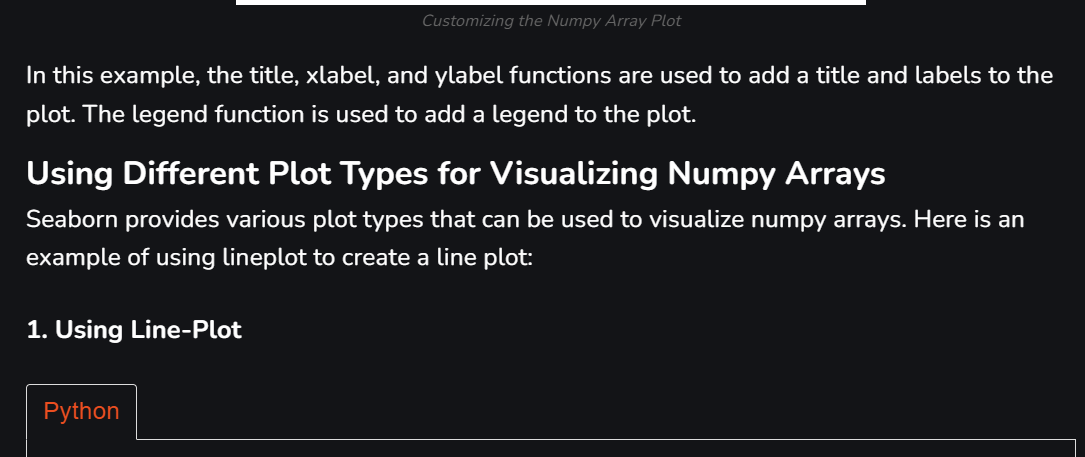 Customizing the Numpy Array Plot
In this example, the title, xlabel, and ylabel functions are used to add a title and labels to the
plot. The legend function is used to add a legend to the plot.
Using Different Plot Types for Visualizing Numpy Arrays
Seaborn provides various plot types that can be used to visualize numpy arrays. Here is an
example of using lineplot to create a line plot:
1. Using Line-Plot
Python